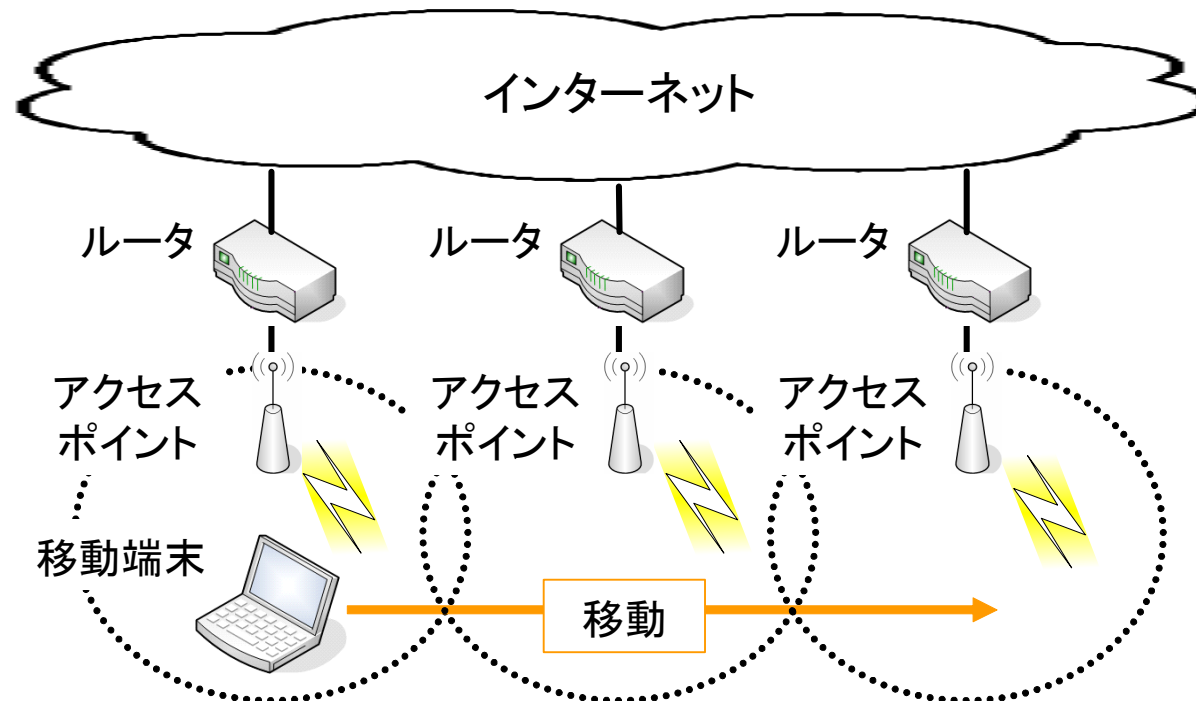 インターネット
ルータ
ルータ
ルータ
アクセス
ポイント
アクセス
ポイント
アクセス
ポイント
移動端末
移動